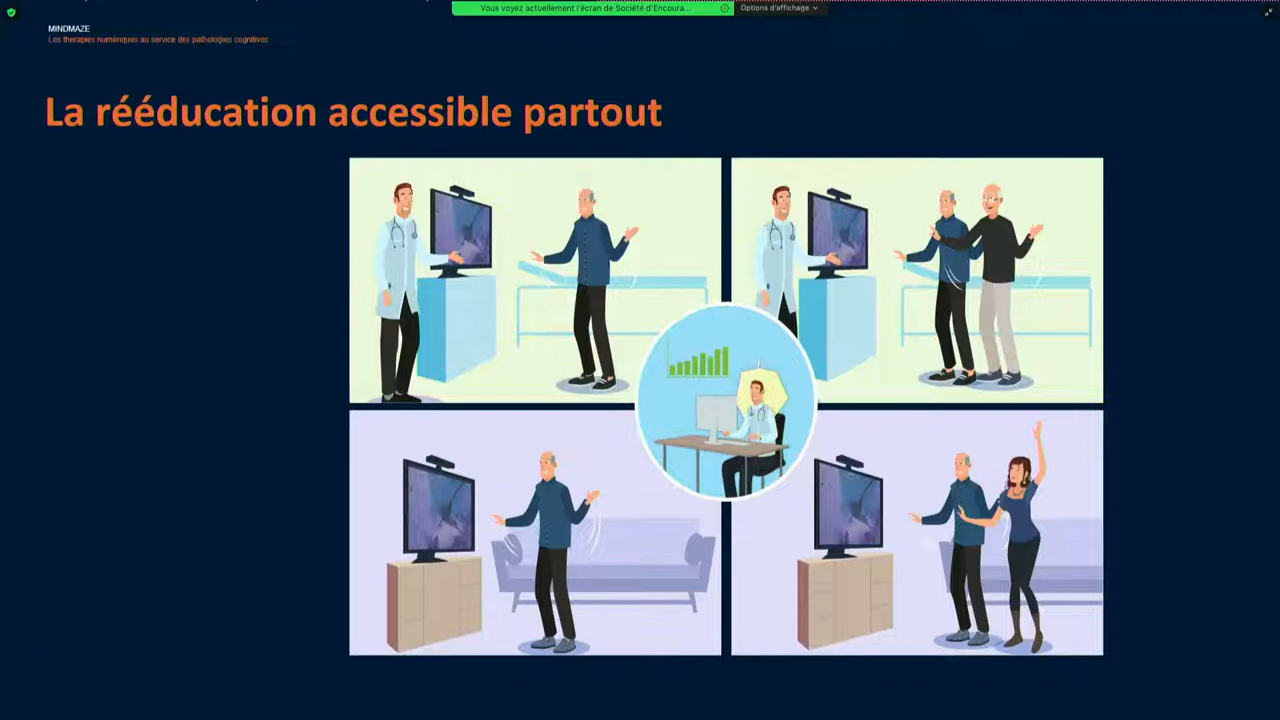 Vous voyez actuellement l'écran de Société d'Encoura...
Options d'affichage
MINDMAZE
Les thérapies numériques au service des pathologies cognitives
La rééducation accessible partout